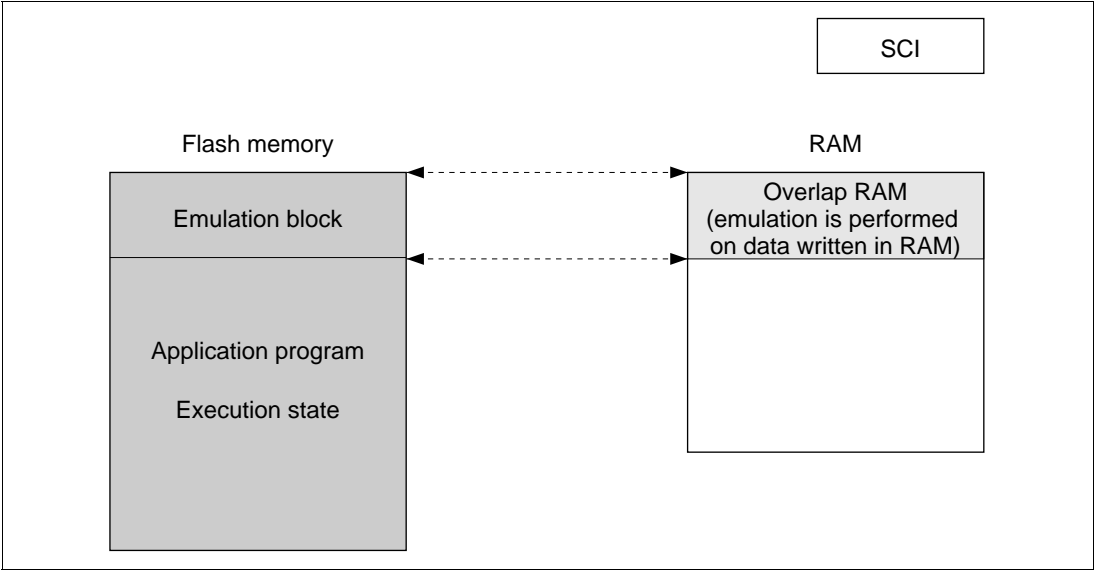 SCI
Flash memory
RAM
Emulation block
Overlap RAM
(emulation is performed
on data written in RAM)
Application program
Execution state